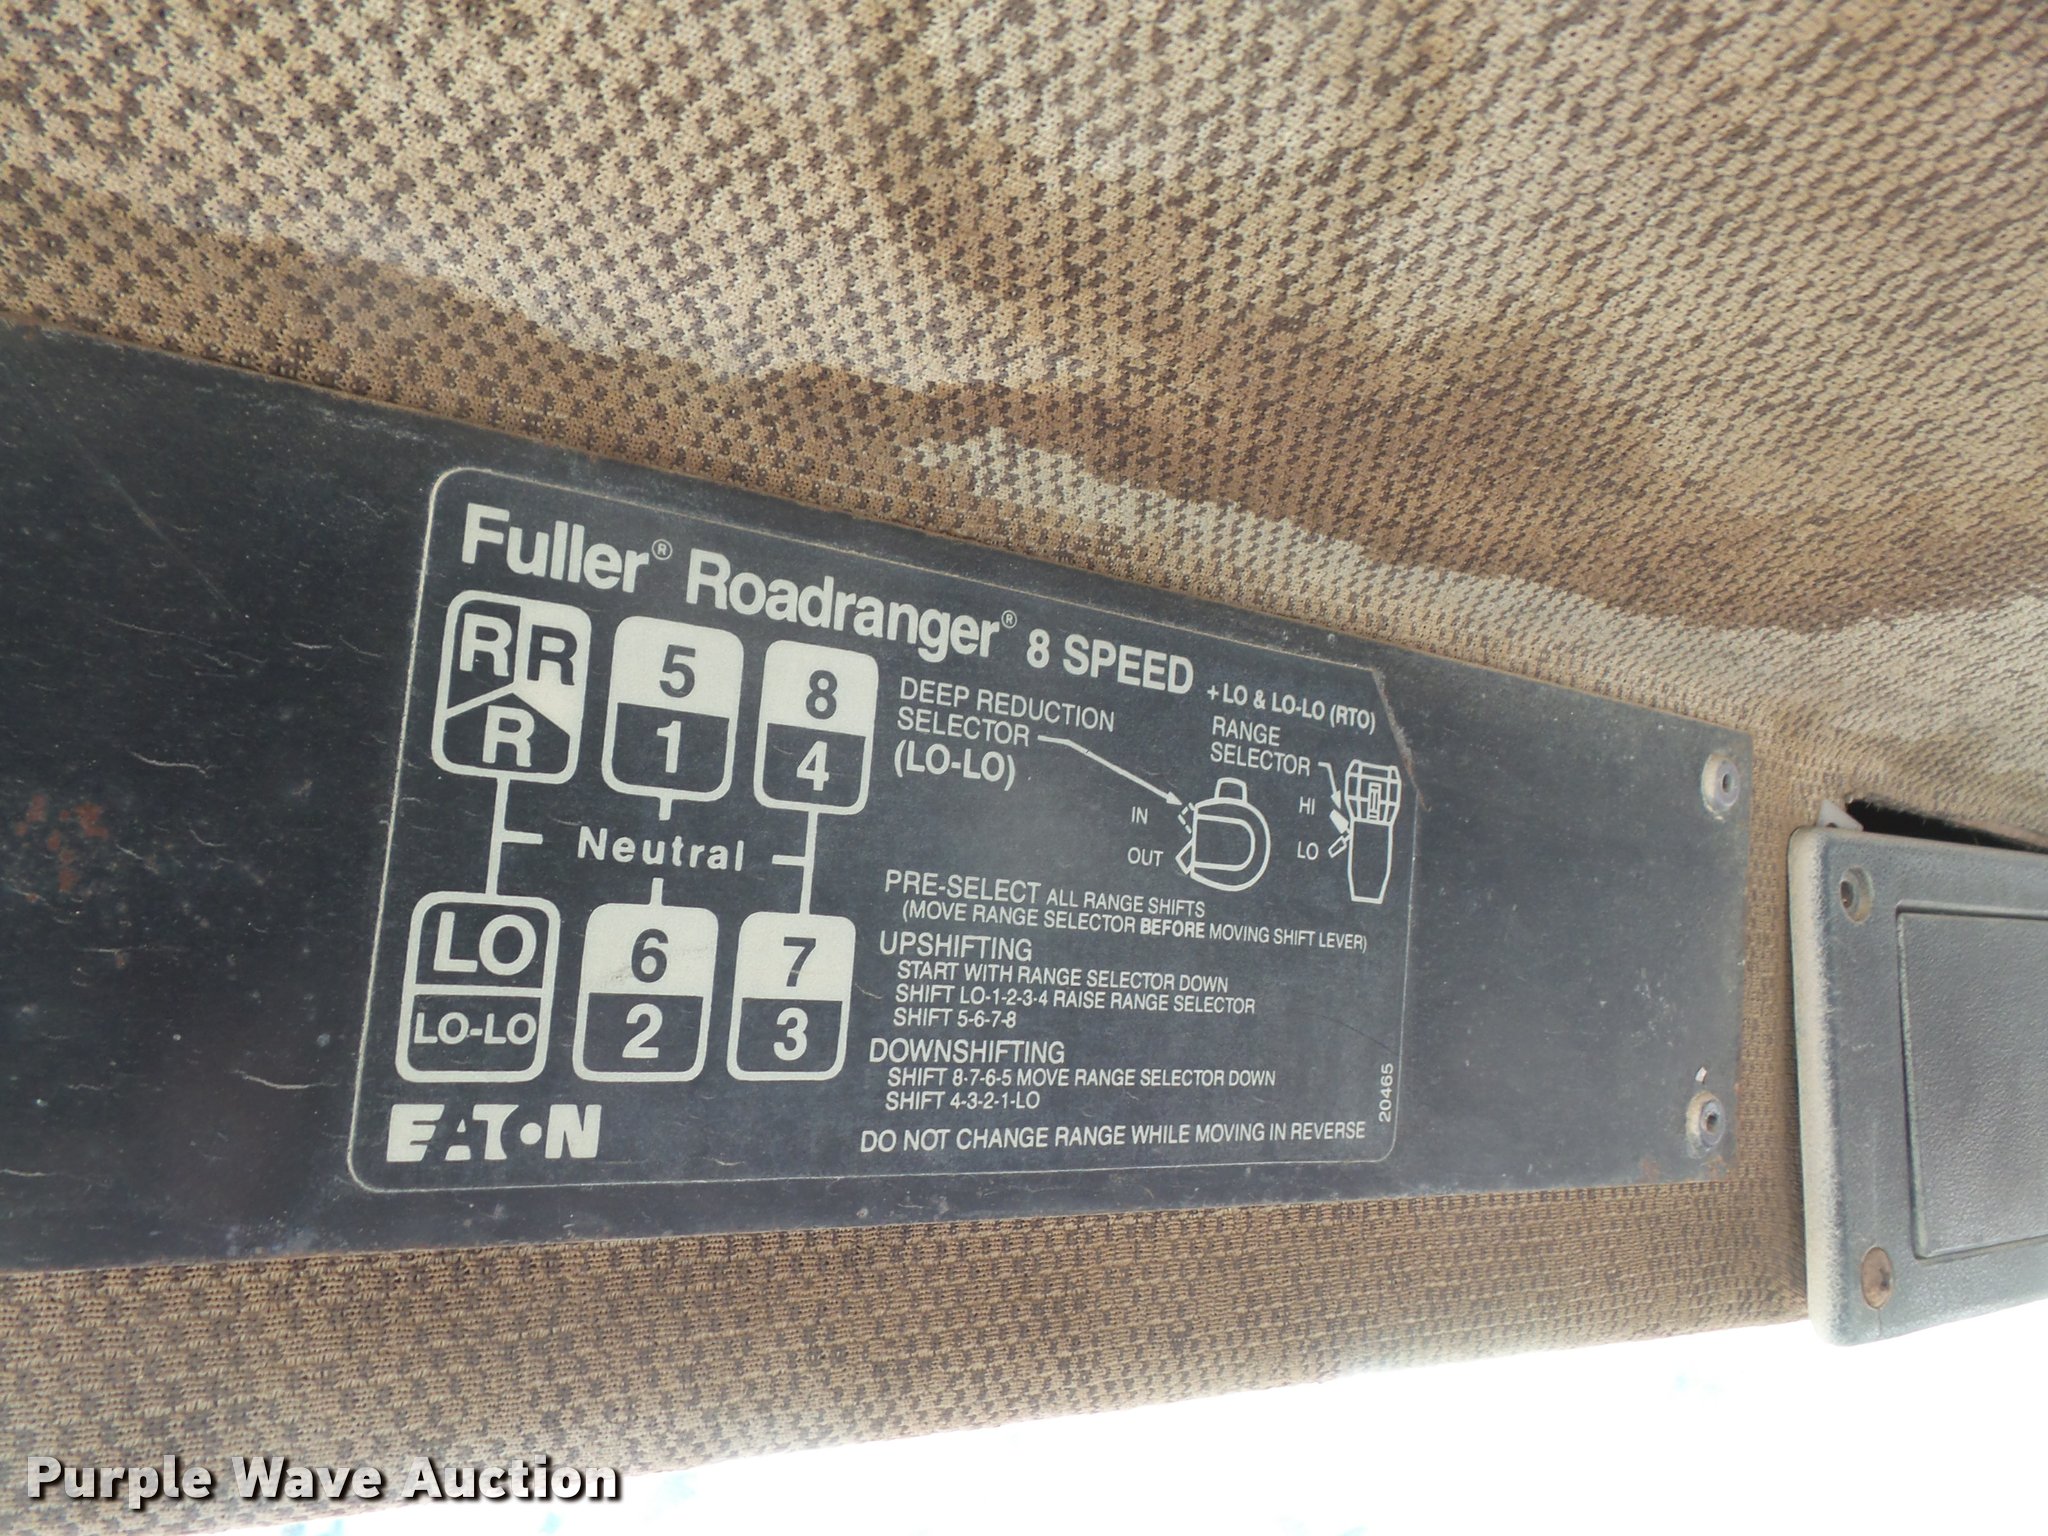 Fuller® Roadranger® 8 SPEED + LO & LO-LO (RTO)
R R
R
5
1
8
4
Neutral
LO
LO-LO
6
2
7
3
DEEP REDUCTION
SELECTOR
(LO-LO)
IN
OUT
RANGE
SELECTOR
HI
LO
PRE-SELECT ALL RANGE SHIFTS
(MOVE RANGE SELECTOR BEFORE MOVING SHIFT LEVER)
UPSHIFTING
START WITH RANGE SELECTOR DOWN
SHIFT LO-1-2-3-4 RAISE RANGE SELECTOR
SHIFT 5-6-7-8
DOWNSHIFTING
SHIFT 8-7-6-5 MOVE RANGE SELECTOR DOWN
SHIFT 4-3-2-1-LO
DO NOT CHANGE RANGE WHILE MOVING IN REVERSE
20465
EATON
Purple Wave Auction